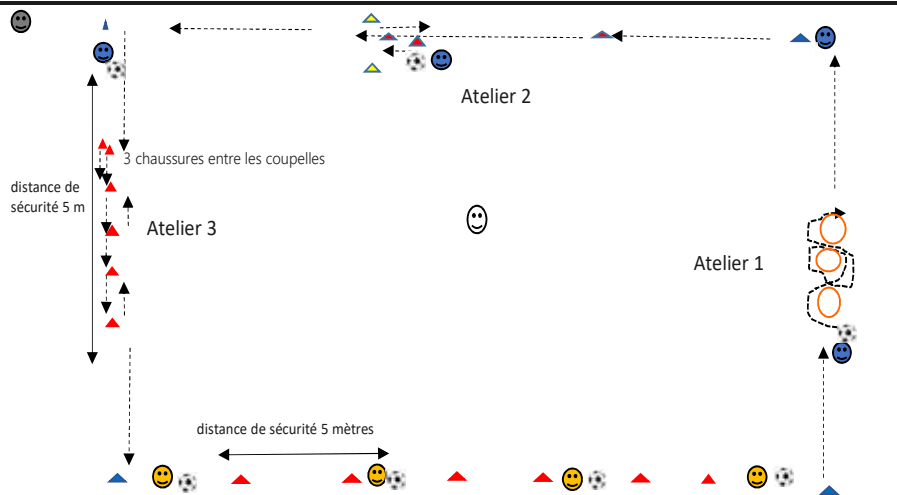 Atelier 2
3 chaussures entre les coupelles
distance de
sécurité 5 m
Atelier 3
Atelier 1
distance de sécurité 5 mètres